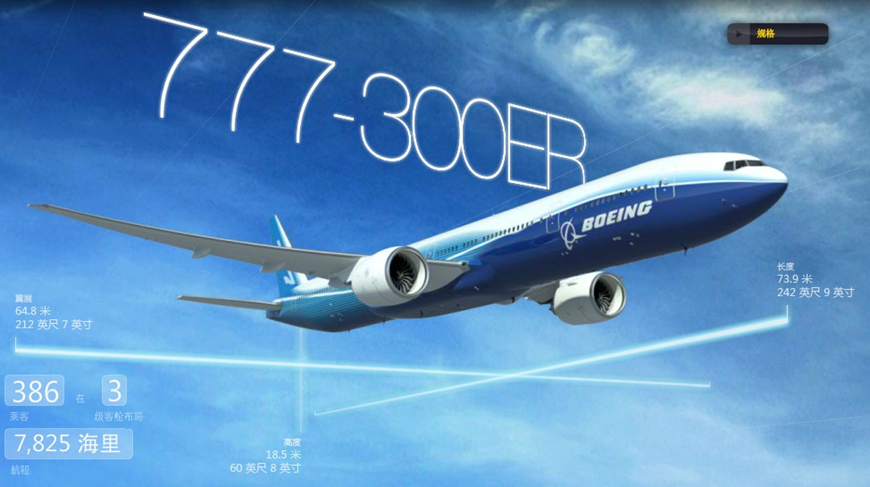 777-300ER
规格
BOEING
长度
73.9 米
242 英尺 9 英寸
翼展
64.8 米
212 英尺 7 英寸
386 在 3
乘客 级客舱布局
7,825 海里
航程
高度
18.5 米
60 英尺 8 英寸